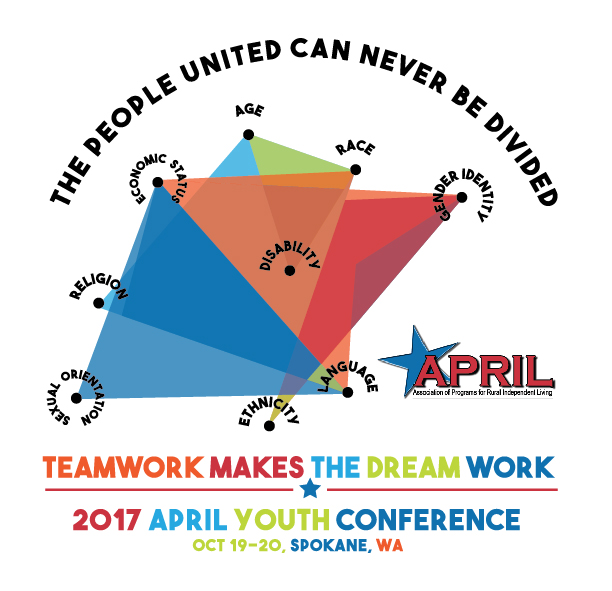 THE PEOPLE UNITED CAN NEVER BE DIVIDED
AGE
RACE
ECONOMIC STATUS
GENDER IDENTITY
DISABILITY
RELIGION
SEXUAL ORIENTATION
LANGUAGE
ETHNICITY
APRIL
Association of Programs for Rural Independent Living
TEAMWORK MAKES THE DREAM WORK
2017 APRIL YOUTH CONFERENCE
OCT 19-20, SPOKANE, WA